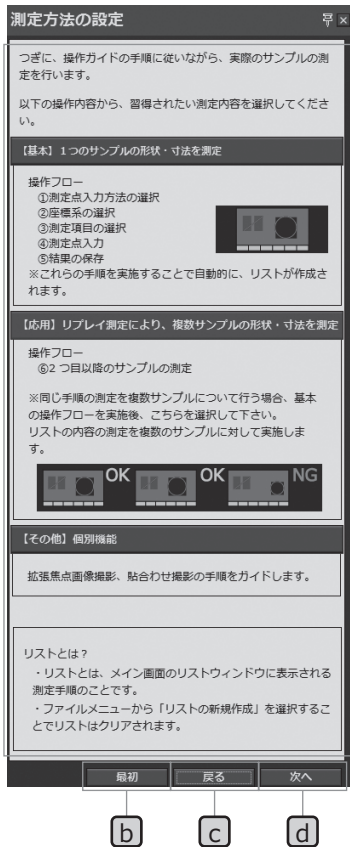 測定方法の設定
つぎに、操作ガイドの手順に従いながら、実際のサンプルの測
定を行います。
以下の操作内容から、習得されたい測定内容を選択してくださ
い。
【基本】1つのサンプルの形状・寸法を測定
操作フロー
①測定点入力方法の選択
②座標系の選択
③測定項目の選択
④測定点入力
⑤結果の保存
※これらの手順を実施することで自動的に、リストが作成さ
れます。
【応用】リプレイ測定により、複数サンプルの形状・寸法を測定
操作フロー
⑥2つ目以降のサンプルの測定
※同じ手順の測定を複数サンプルについて行う場合、基本
の操作フローを実施後、こちらを選択して下さい。
リストの内容の測定を複数のサンプルに対して実施しま
す。
OK OK NG
【その他】個別機能
拡張焦点画像撮影、貼合わせ撮影の手順をガイドします。
リストとは？
・リストとは、メイン画面のリストウィンドウに表示される
測定手順のことです。
・ファイルメニューから「リストの新規作成」を選択するこ
とでリストはクリアされます。
最初 戻る 次へ
b c d